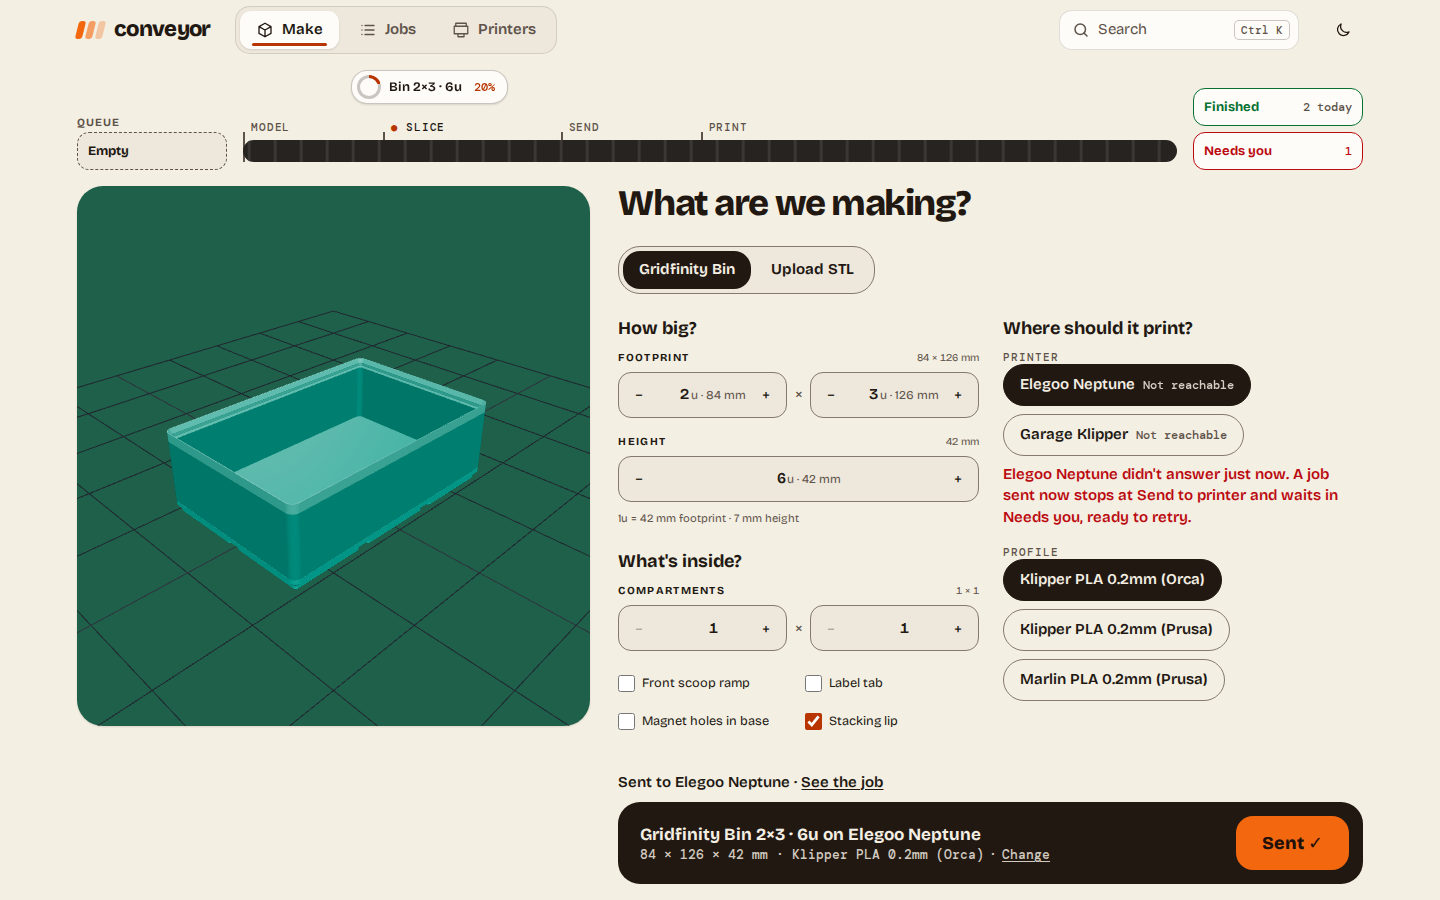 conveyor
Make
Jobs
Printers
Search
Ctrl K
Bin 2×3 · 6u 20%
QUEUE
Empty
MODEL
SLICE
SEND
PRINT
Finished 2 today
Needs you 1
What are we making?
Gridfinity Bin
Upload STL
How big?
FOOTPRINT 84 × 126 mm
− 2 u · 84 mm + × − 3 u · 126 mm +
HEIGHT 42 mm
− 6 u · 42 mm +
1u = 42 mm footprint · 7 mm height
What's inside?
COMPARTMENTS 1 × 1
− 1 + × − 1 +
Front scoop ramp
Label tab
Magnet holes in base
Stacking lip
Where should it print?
PRINTER
Elegoo Neptune Not reachable
Garage Klipper Not reachable
Elegoo Neptune didn't answer just now. A job
sent now stops at Send to printer and waits in
Needs you, ready to retry.
PROFILE
Klipper PLA 0.2mm (Orca)
Klipper PLA 0.2mm (Prusa)
Marlin PLA 0.2mm (Prusa)
Sent to Elegoo Neptune · See the job
Gridfinity Bin 2×3 · 6u on Elegoo Neptune
84 × 126 × 42 mm · Klipper PLA 0.2mm (Orca) · Change
Sent ✓